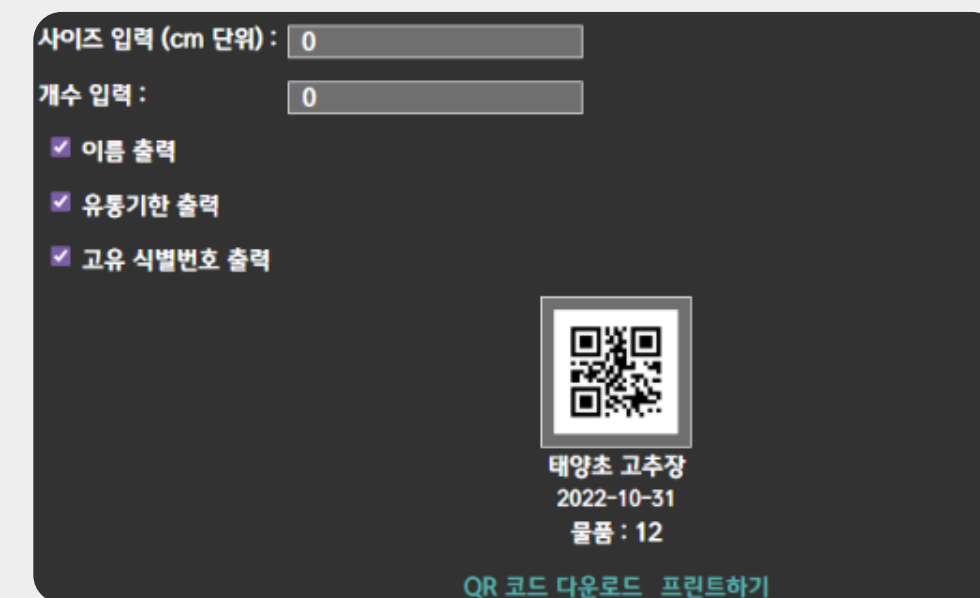 사이즈 입력 (cm 단위) : 0
개수 입력 : 0
이름 출력
유통기한 출력
고유 식별번호 출력
태양초 고추장
2022-10-31
물품 : 12
QR 코드 다운로드 프린트하기